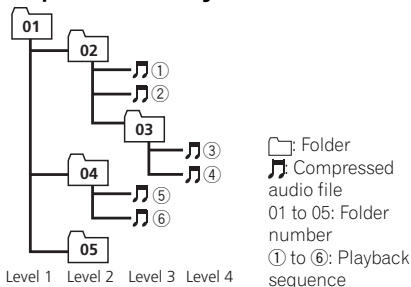 01
02
①
②
03
③
④
04
⑤
⑥
05
Level 1 Level 2 Level 3 Level 4
: Folder
: Compressed
audio file
01 to 05: Folder
number
① to ⑥: Playback
sequence